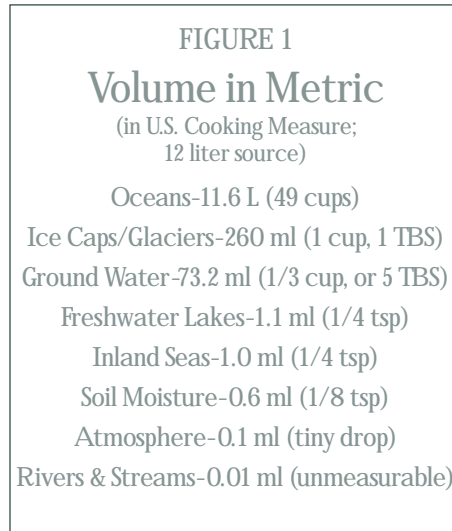 FIGURE 1
Volume in Metric
(in U.S. Cooking Measure;
12 liter source)
Oceans-11.6 L (49 cups)
Ice Caps/Glaciers-260 ml (1 cup, 1 TBS)
Ground Water-73.2 ml (1/3 cup, or 5 TBS)
Freshwater Lakes-1.1 ml (1/4 tsp)
Inland Seas-1.0 ml (1/4 tsp)
Soil Moisture-0.6 ml (1/8 tsp)
Atmosphere-0.1 ml (tiny drop)
Rivers & Streams-0.01 ml (unmeasurable)